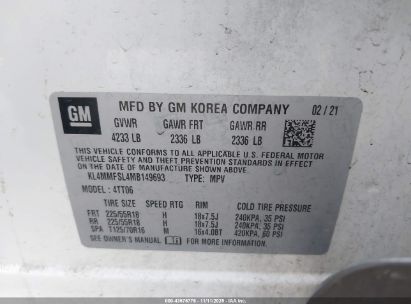 GM
MFD BY GM KOREA COMPANY 02/21
GVWR GAWR FRT GAWR RR
4233 LB 2336 LB 2336 LB
THIS VEHICLE CONFORMS TO ALL APPLICABLE U.S. FEDERAL MOTOR
VEHICLE SAFETY AND THEFT PREVENTION STANDARDS IN EFFECT ON
THE DATE OF MANUFACTURE SHOWN ABOVE.
KL4MMFSL4MB149693 TYPE: MPV
MODEL: 4TT06
TIRE SIZE SPEED RTG RIM COLD TIRE PRESSURE
FRT 225/55R18 H 18x7.5J 240KPA, 35 PSI
RR 225/55R18 H 18x7.5J 240KPA, 35 PSI
SPA T125/70R16 M 16x4.0BT 420KPA, 60 PSI
SEE OWNER'S MANUAL FOR MORE INFORMATION.